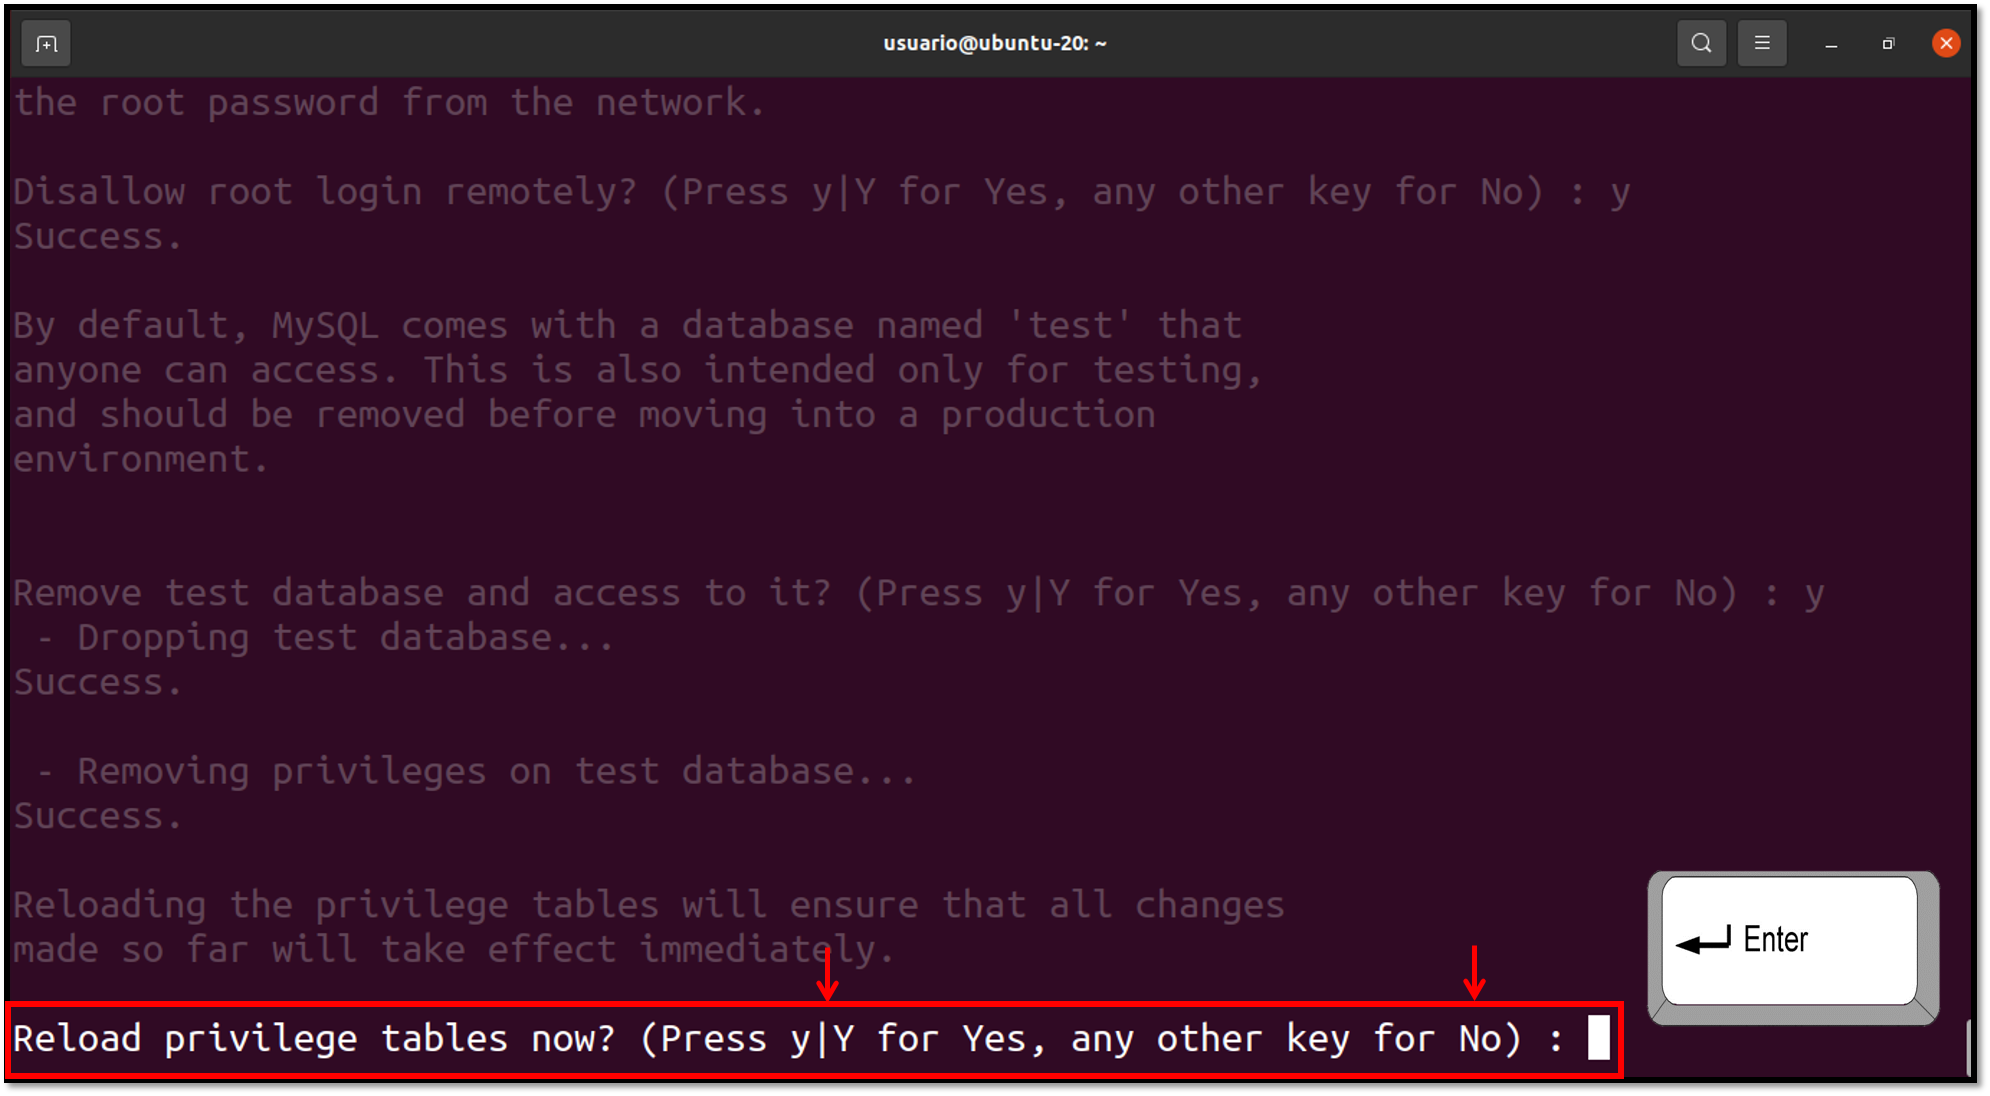 usuario@ubuntu-20: ~
the root password from the network.
Disallow root login remotely? (Press y|Y for Yes, any other key for No) : y
Success.
By default, MySQL comes with a database named 'test' that
anyone can access. This is also intended only for testing,
and should be removed before moving into a production
environment.
Remove test database and access to it? (Press y|Y for Yes, any other key for No) : y
 - Dropping test database...
Success.
 - Removing privileges on test database...
Success.
Reloading the privilege tables will ensure that all changes
made so far will take effect immediately.
Enter
Reload privilege tables now? (Press y|Y for Yes, any other key for No) :